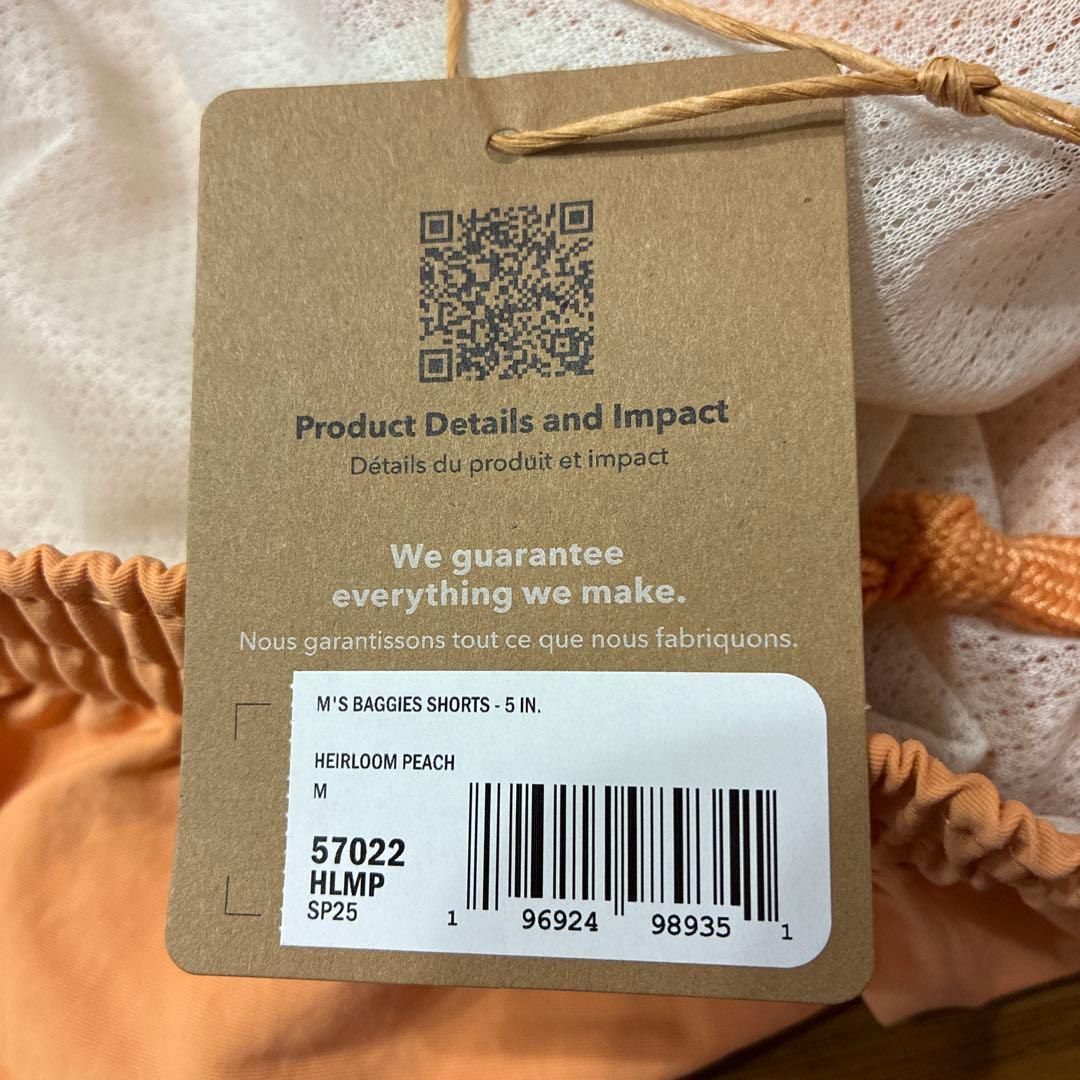 Product Details and Impact
Détails du produit et impact
We guarantee
everything we make.
Nous garantissons tout ce que nous fabriquons.
M'S BAGGIES SHORTS - 5 IN.
HEIRLOOM PEACH
M
57022
HLMP
SP25
1 96924 98935 1